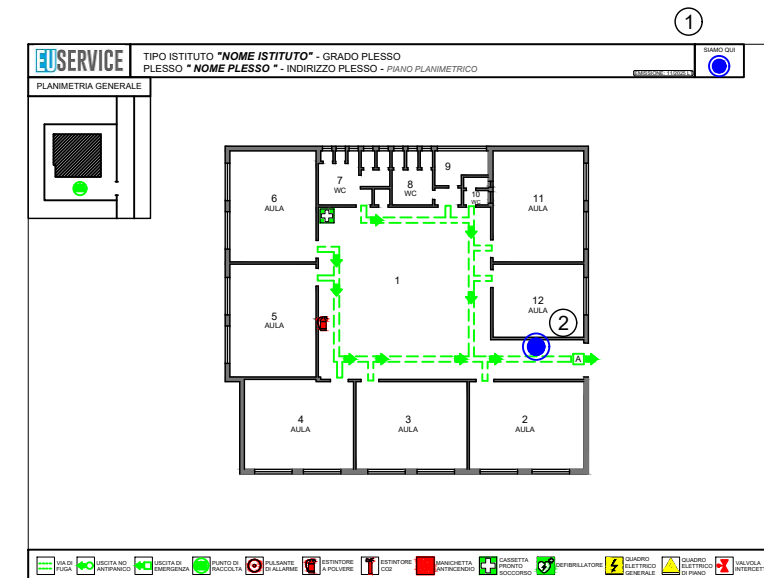 1
EUSERVICE
TIPO ISTITUTO "NOME ISTITUTO" - GRADO PLESSO
PLESSO " NOME PLESSO " - INDIRIZZO PLESSO - PIANO PLANIMETRICO
EMISSIONE 11/2025
SIAMO QUI
PLANIMETRIA GENERALE
6
AULA
7
WC
8
WC
9
10
WC
11
AULA
1
12
AULA
2
5
AULA
A
4
AULA
3
AULA
2
AULA
VIA DI
FUGA
USCITA NO
ANTIPANICO
USCITA DI
EMERGENZA
PUNTO DI
RACCOLTA
PULSANTE
DI ALLARME
ESTINTORE
A POLVERE
ESTINTORE
CO2
MANICHETTA
ANTINCENDIO
CASSETTA
PRONTO
SOCCORSO
DEFIBRILLATORE
QUADRO
ELETTRICO
GENERALE
QUADRO
ELETTRICO
DI PIANO
VALVOLA
INTERCETT